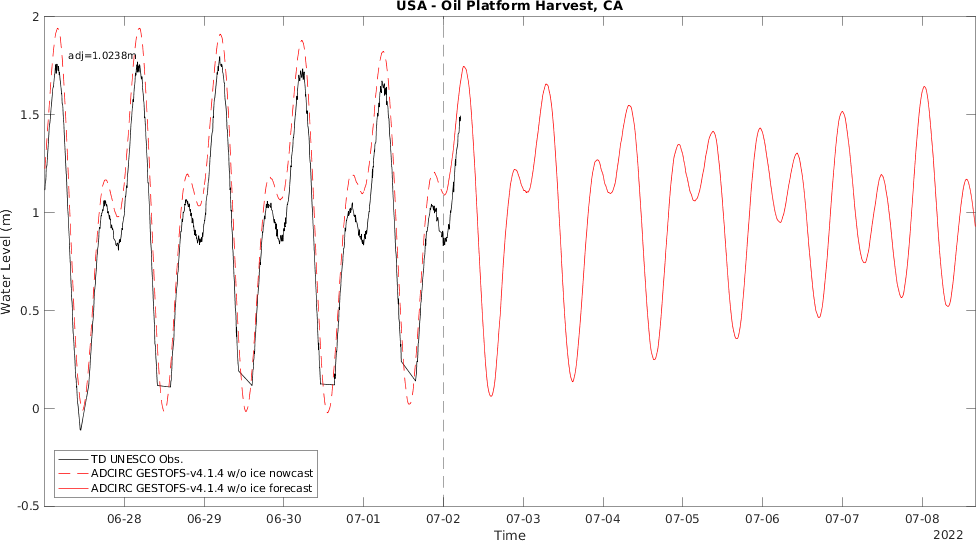 USA - Oil Platform Harvest, CA
2
adj=1.0238m
1.5
1
Water Level (m)
0.5
0
TD UNESCO Obs.
ADCIRC GESTOFS-v4.1.4 w/o ice nowcast
ADCIRC GESTOFS-v4.1.4 w/o ice forecast
-0.5
06-28 06-29 06-30 07-01 07-02 07-03 07-04 07-05 07-06 07-07 07-08
Time
2022